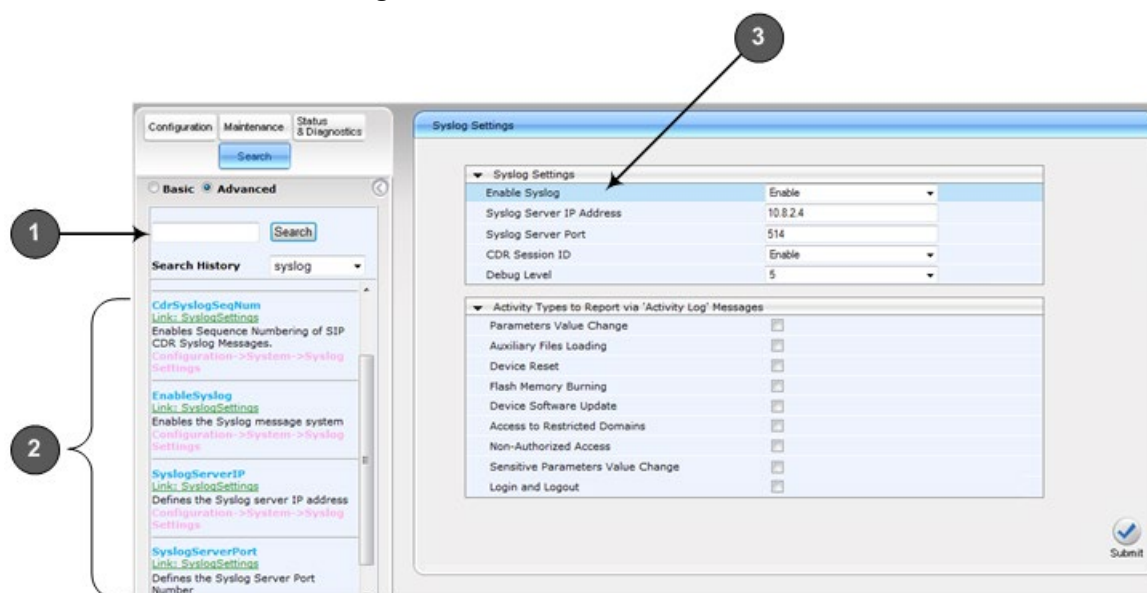 3
Configuration
Maintenance
Status
& Diagnostics
Search
Basic
Advanced
1
Search
Search History
syslog
CdrSyslogSeqNum
Link: SyslogSettings
Enables Sequence Numbering of SIP
CDR Syslog Messages.
Configuration->System->Syslog
Settings
2
EnableSyslog
Link: SyslogSettings
Enables the Syslog message system
Configuration->System->Syslog
Settings
SyslogServerIP
Link: SyslogSettings
Defines the Syslog server IP address
Configuration->System->Syslog
Settings
SyslogServerPort
Link: SyslogSettings
Defines the Syslog Server Port
Number
Syslog Settings
Syslog Settings
Enable Syslog Enable
Syslog Server IP Address 10.8.2.4
Syslog Server Port 514
CDR Session ID Enable
Debug Level 5
Activity Types to Report via 'Activity Log' Messages
Parameters Value Change
Auxiliary Files Loading
Device Reset
Flash Memory Burning
Device Software Update
Access to Restricted Domains
Non-Authorized Access
Sensitive Parameters Value Change
Login and Logout
Submit